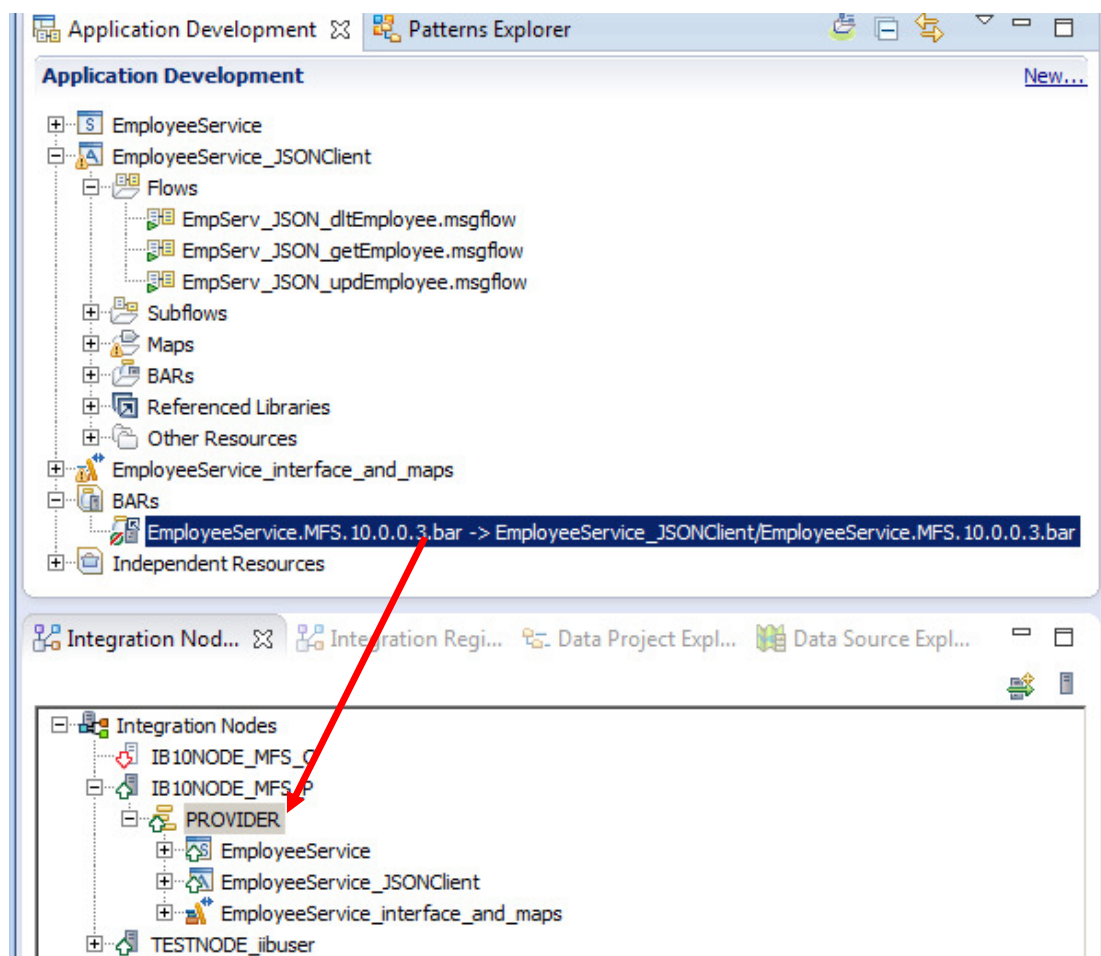 Application Development Patterns Explorer
Application Development New...
EmployeeService
EmployeeService_JSONClient
Flows
EmpServ_JSON_dltEmployee.msgflow
EmpServ_JSON_getEmployee.msgflow
EmpServ_JSON_updEmployee.msgflow
Subflows
Maps
BARs
Referenced Libraries
Other Resources
EmployeeService_interface_and_maps
BARs
EmployeeService.MFS.10.0.0.3.bar -> EmployeeService_JSONClient/EmployeeService.MFS.10.0.0.3.bar
Independent Resources
Integration Nod... Integration Regi... Data Project Expl... Data Source Expl...
Integration Nodes
IB10NODE_MFS_C
IB10NODE_MFS_P
PROVIDER
EmployeeService
EmployeeService_JSONClient
EmployeeService_interface_and_maps
TESTNODE_iibuser